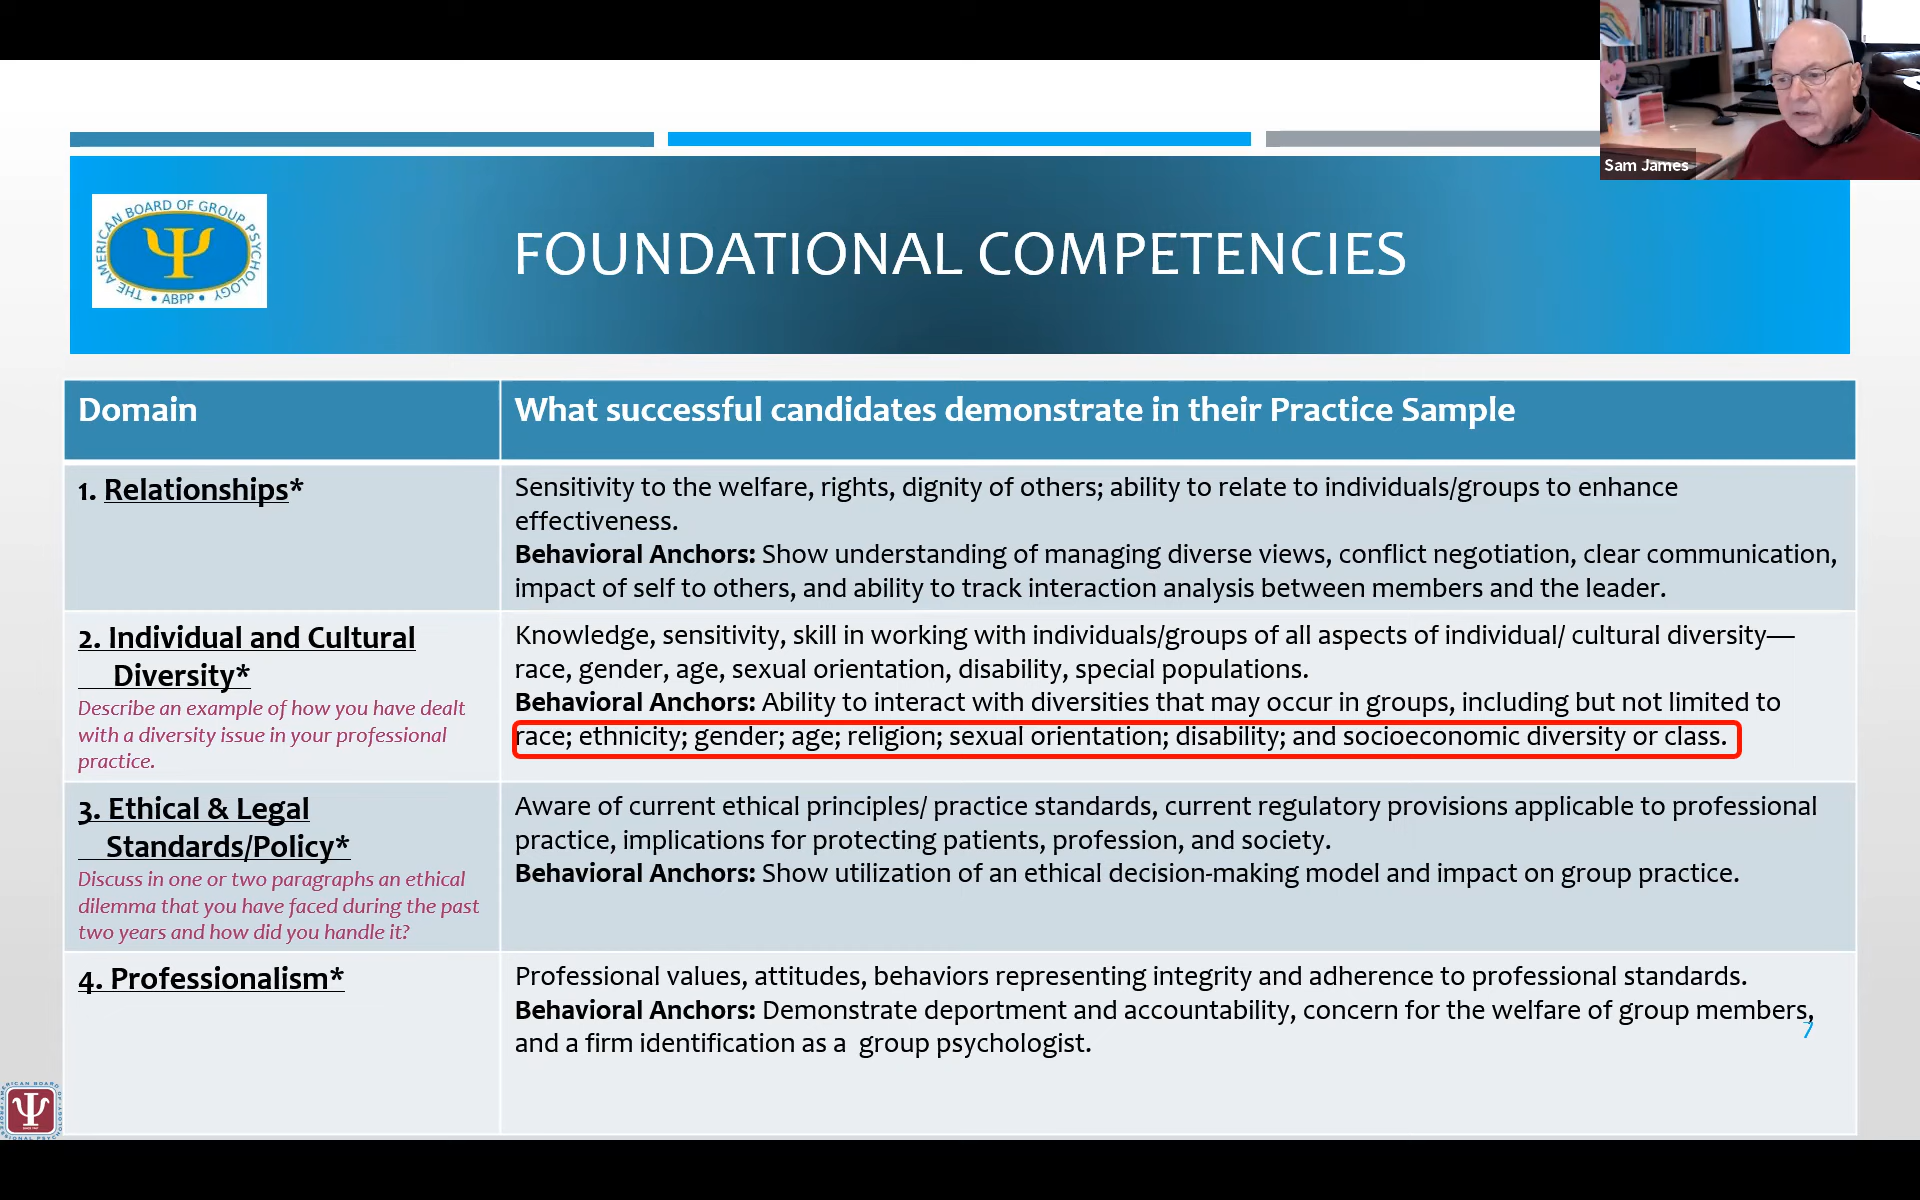 Sam James
THE AMERICAN BOARD OF GROUP PSYCHOLOGY
• ABPP •
FOUNDATIONAL COMPETENCIES
Domain
What successful candidates demonstrate in their Practice Sample
1. Relationships*
Sensitivity to the welfare, rights, dignity of others; ability to relate to individuals/groups to enhance
effectiveness.
Behavioral Anchors: Show understanding of managing diverse views, conflict negotiation, clear communication,
impact of self to others, and ability to track interaction analysis between members and the leader.
2. Individual and Cultural
Diversity*
Describe an example of how you have dealt
with a diversity issue in your professional
practice.
Knowledge, sensitivity, skill in working with individuals/groups of all aspects of individual/ cultural diversity—
race, gender, age, sexual orientation, disability, special populations.
Behavioral Anchors: Ability to interact with diversities that may occur in groups, including but not limited to
race; ethnicity; gender; age; religion; sexual orientation; disability; and socioeconomic diversity or class.
3. Ethical & Legal
Standards/Policy*
Discuss in one or two paragraphs an ethical
dilemma that you have faced during the past
two years and how did you handle it?
Aware of current ethical principles/ practice standards, current regulatory provisions applicable to professional
practice, implications for protecting patients, profession, and society.
Behavioral Anchors: Show utilization of an ethical decision-making model and impact on group practice.
4. Professionalism*
Professional values, attitudes, behaviors representing integrity and adherence to professional standards.
Behavioral Anchors: Demonstrate deportment and accountability, concern for the welfare of group members,
and a firm identification as a  group psychologist.
7